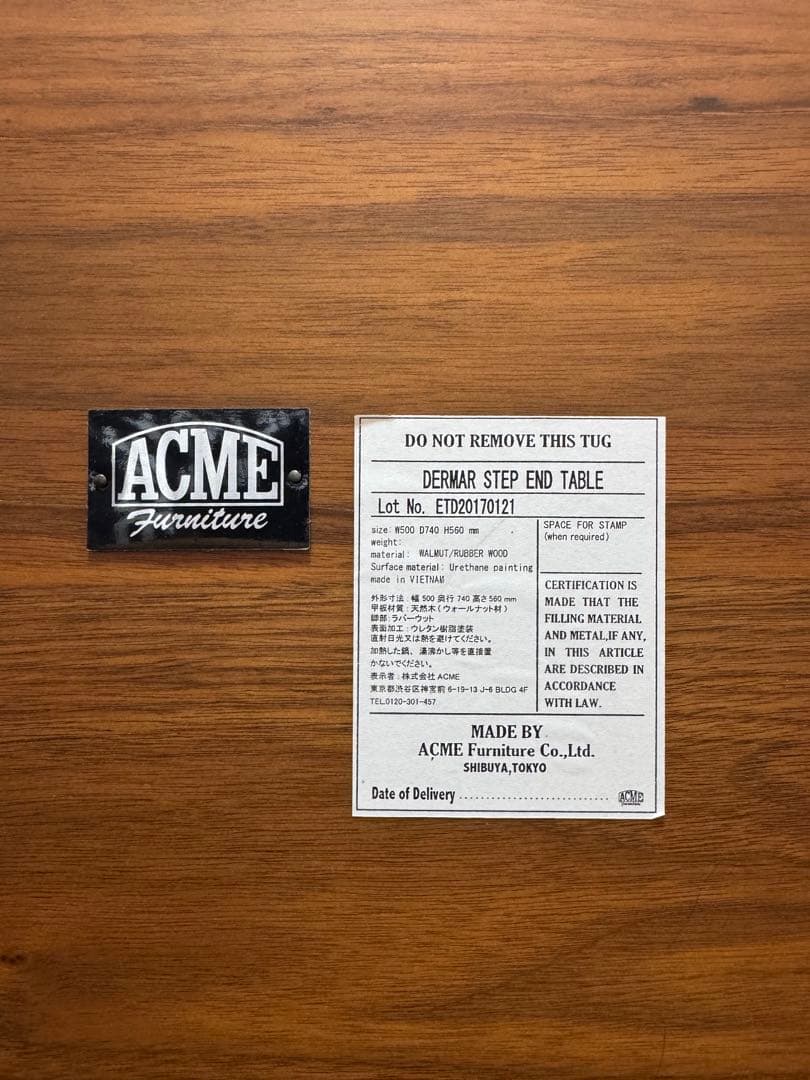 ACME
Furniture
DO NOT REMOVE THIS TUG
DERMAR STEP END TABLE
Lot No. ETD20170121
size: W500 D740 H560 mm
weight:
material: WALMUT/RUBBER WOOD
Surface material: Urethane painting
made in VIETNAM
外形寸法：幅 500 奥行 740 高さ 560 mm
甲板材質：天然木（ウォールナット材）
脚部：ラバーウット
表面加工：ウレタン樹脂塗装
直射日光又は熱を避けてください。
加熱した鍋、湯沸かし等を直接置
かないでください。
表示者：株式会社 ACME
東京都渋谷区神宮前 6-19-13 J-6 BLDG 4F
TEL.0120-301-457
SPACE FOR STAMP
(when required)
CERTIFICATION IS
MADE THAT THE
FILLING MATERIAL
AND METAL,IF ANY,
IN THIS ARTICLE
ARE DESCRIBED IN
ACCORDANCE
WITH LAW.
MADE BY
ACME Furniture Co.,Ltd.
SHIBUYA,TOKYO
Date of Delivery ..............................
ACME
Furniture